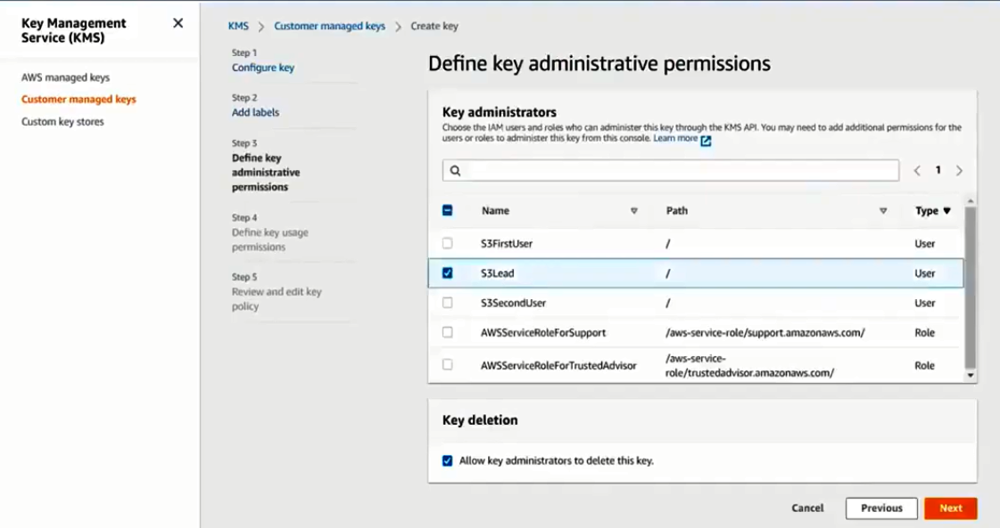 Key Management
Service (KMS)
AWS managed keys
Customer managed keys
Custom key stores
KMS > Customer managed keys > Create key
Step 1
Configure key
Step 2
Add labels
Step 3
Define key
administrative
permissions
Step 4
Define key usage
permissions
Step 5
Review and edit key
policy
Define key administrative permissions
Key administrators
Choose the IAM users and roles who can administer this key through the KMS API. You may need to add additional permissions for the
users or roles to administer this key from this console. Learn more
1
Name Path Type
S3FirstUser / User
S3Lead / User
S3SecondUser / User
AWSServiceRoleForSupport /aws-service-role/support.amazonaws.com/ Role
AWSServiceRoleForTrustedAdvisor /aws-service-
role/trustedadvisor.amazonaws.com/ Role
Key deletion
Allow key administrators to delete this key.
Cancel Previous Next